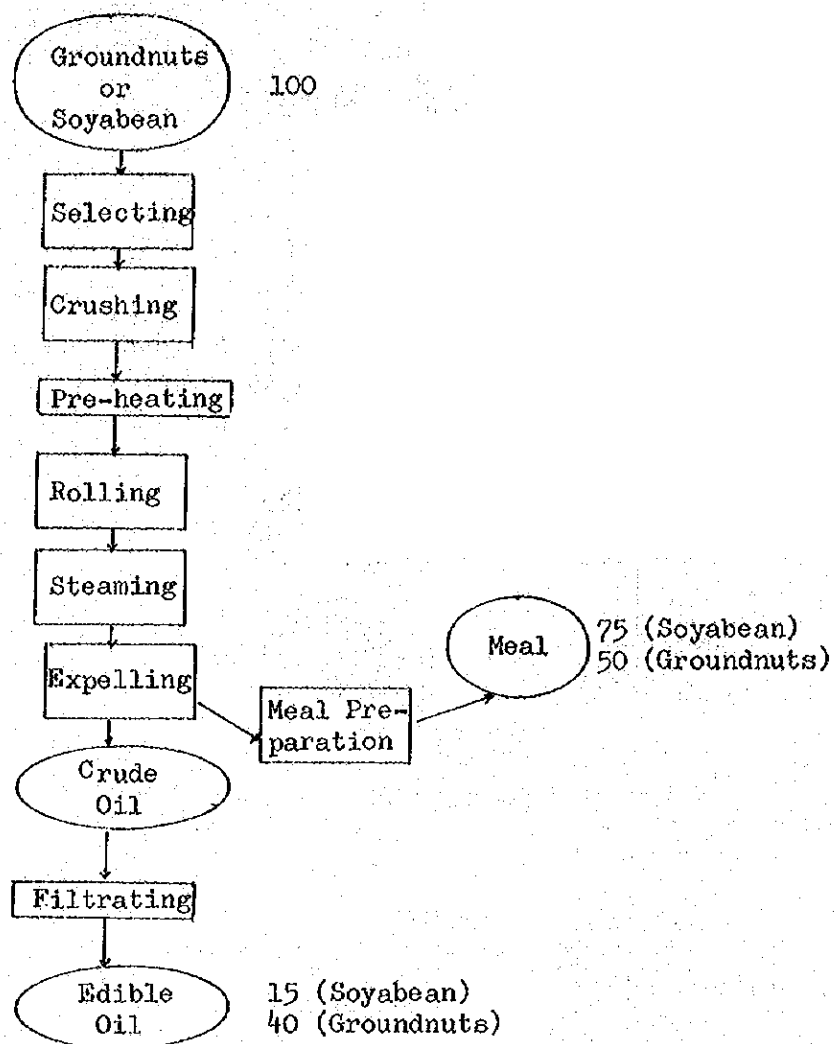 Groundnuts
or
Soyabean
100
Selecting
Crushing
Pre-heating
Rolling
Steaming
Expelling
Meal Pre-
paration
Meal
75 (Soyabean)
50 (Groundnuts)
Crude
Oil
Filtrating
Edible
Oil
15 (Soyabean)
40 (Groundnuts)